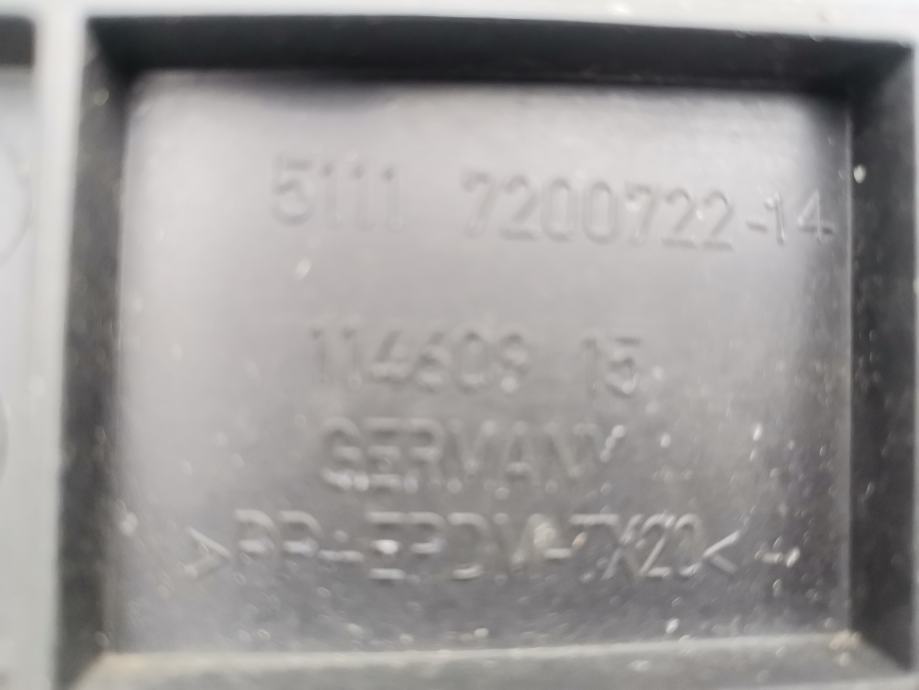 5111 7200722-14
114609 15
GERMANY
>PP+EPDM-TX20<